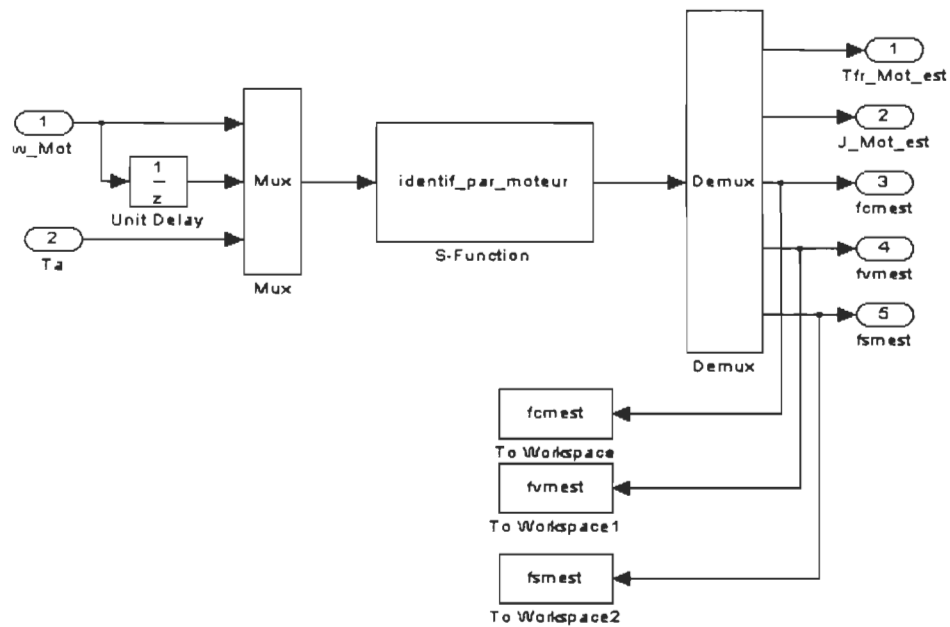 1
w_Mot
1
z
Unit Delay
2
Ta
Mux
Mux
identif_par_moteur
S-Function
Demux
Demux
1
Tfr_Mot_est
2
J_Mot_est
3
fcmest
4
fvmest
5
fsmest
fcmest
To Workspace
fvmest
To Workspace1
fsmest
To Workspace2